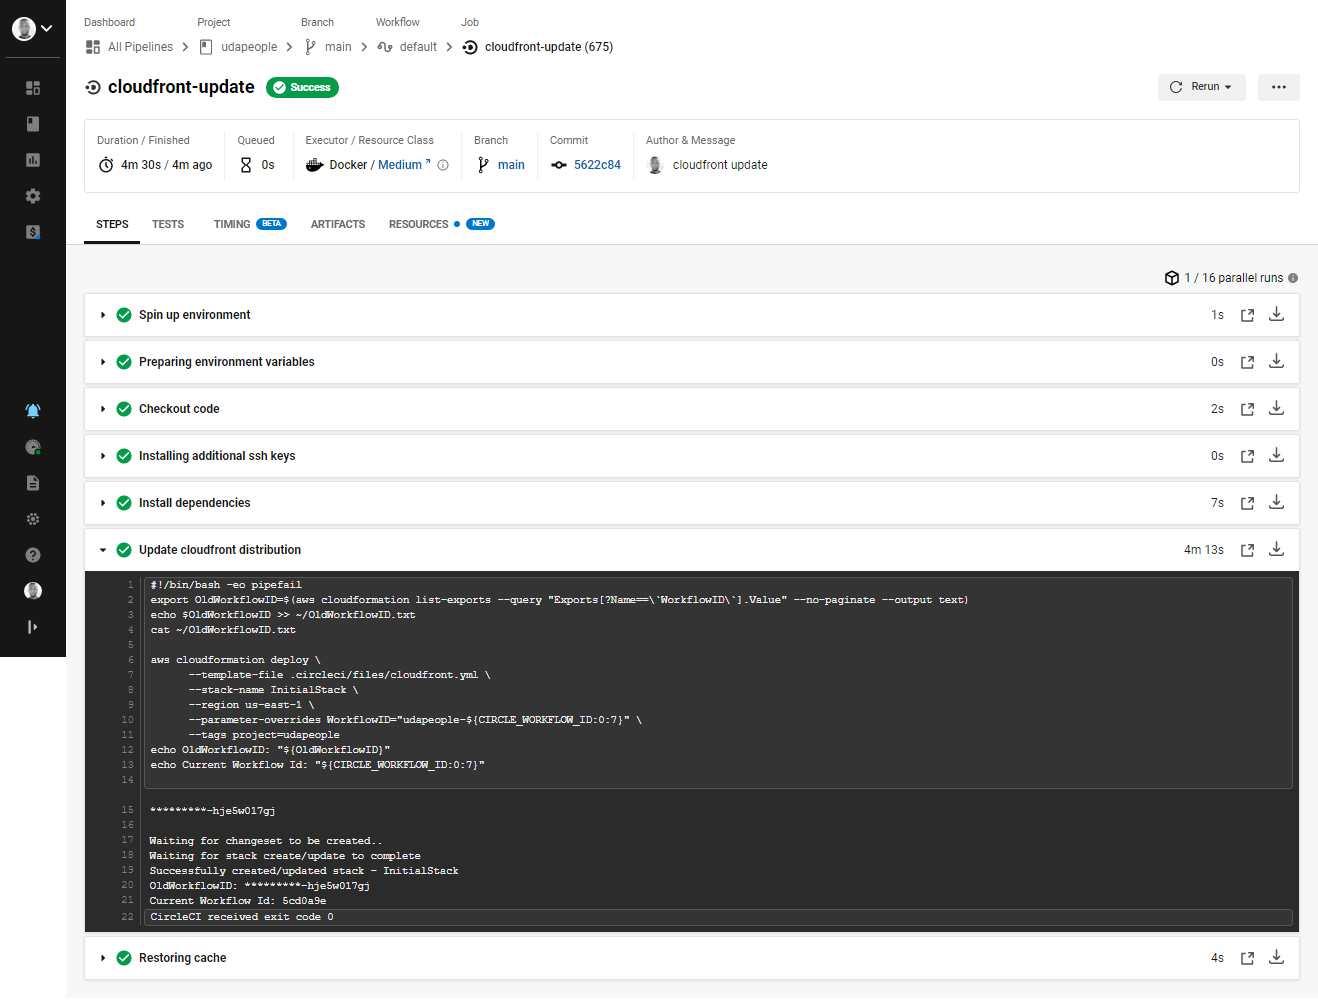 Dashboard Project Branch Workflow Job
All Pipelines udapeople main default cloudfront-update (675)
cloudfront-update Success Rerun
Duration / Finished Queued Executor / Resource Class Branch Commit Author & Message
4m 30s / 4m ago 0s Docker / Medium main 5622c84 cloudfront update
STEPS TESTS TIMING BETA ARTIFACTS RESOURCES NEW
1 / 16 parallel runs
Spin up environment 1s
Preparing environment variables 0s
Checkout code 2s
Installing additional ssh keys 0s
Install dependencies 7s
Update cloudfront distribution 4m 13s
1 #!/bin/bash -eo pipefail
2 export OldWorkflowID=$(aws cloudformation list-exports --query "Exports[?Name==\`WorkflowID\`].Value" --no-paginate --output text)
3 echo $OldWorkflowID >> ~/OldWorkflowID.txt
4 cat ~/OldWorkflowID.txt
5
6 aws cloudformation deploy \
7 --template-file .circleci/files/cloudfront.yml \
8 --stack-name InitialStack \
9 --region us-east-1 \
10 --parameter-overrides WorkflowID="udapeople-${CIRCLE_WORKFLOW_ID:0:7}" \
11 --tags project=udapeople
12 echo OldWorkflowID: "${OldWorkflowID}"
13 echo Current Workflow Id: "${CIRCLE_WORKFLOW_ID:0:7}"
14
15 *********-hje5w017gj
16
17 Waiting for changeset to be created..
18 Waiting for stack create/update to complete
19 Successfully created/updated stack - InitialStack
20 OldWorkflowID: *********-hje5w017gj
21 Current Workflow Id: 5cd0a9e
22 CircleCI received exit code 0
Restoring cache 4s